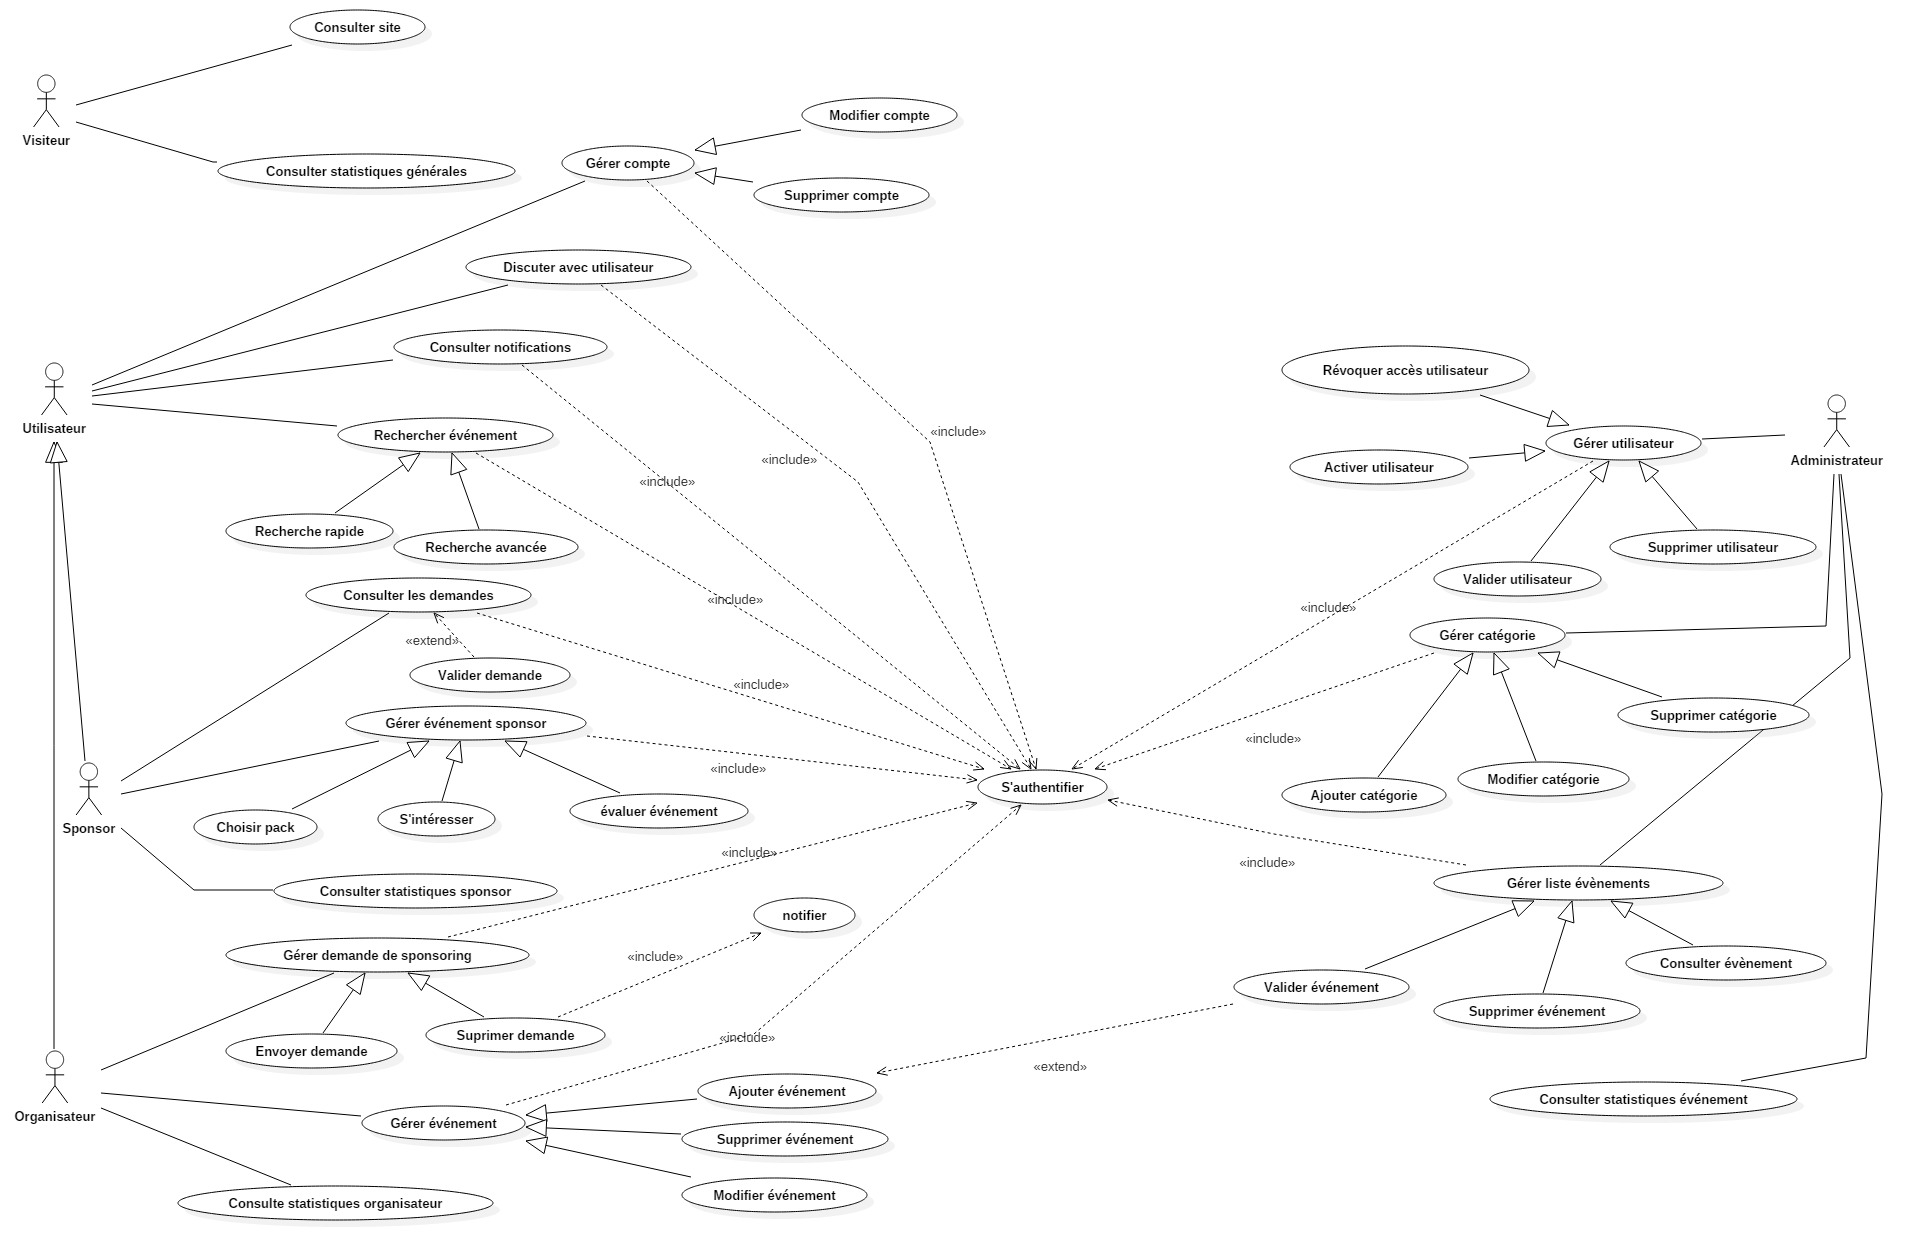 Consulter site
Visiteur
Consulter statistiques générales
Modifier compte
Gérer compte
Supprimer compte
Discuter avec utilisateur
Consulter notifications
Utilisateur
Rechercher événement
«include»
«include»
«include»
Recherche rapide
Recherche avancée
Révoquer accès utilisateur
Gérer utilisateur
Administrateur
Activer utilisateur
Supprimer utilisateur
Valider utilisateur
Consulter les demandes
«include»
«include»
«extend»
Valider demande
«include»
Gérer catégorie
Gérer événement sponsor
Supprimer catégorie
«include»
«include»
S'authentifier
Modifier catégorie
Ajouter catégorie
Sponsor
Choisir pack
S'intéresser
évaluer événement
«include»
«include»
Consulter statistiques sponsor
Gérer liste évènements
notifier
Gérer demande de sponsoring
«include»
Consulter évènement
Valider événement
Supprimer événement
Envoyer demande
Suprimer demande
«include»
«extend»
Organisateur
Ajouter événement
Consulter statistiques événement
Gérer événement
Supprimer événement
Modifier événement
Consulte statistiques organisateur